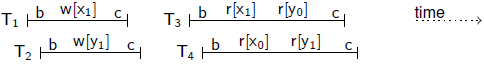 T₁ b w[x₁] c T₃ b r[x₁] r[y₀] c time
T₂ b w[y₁] c T₄ b r[x₀] r[y₁] c